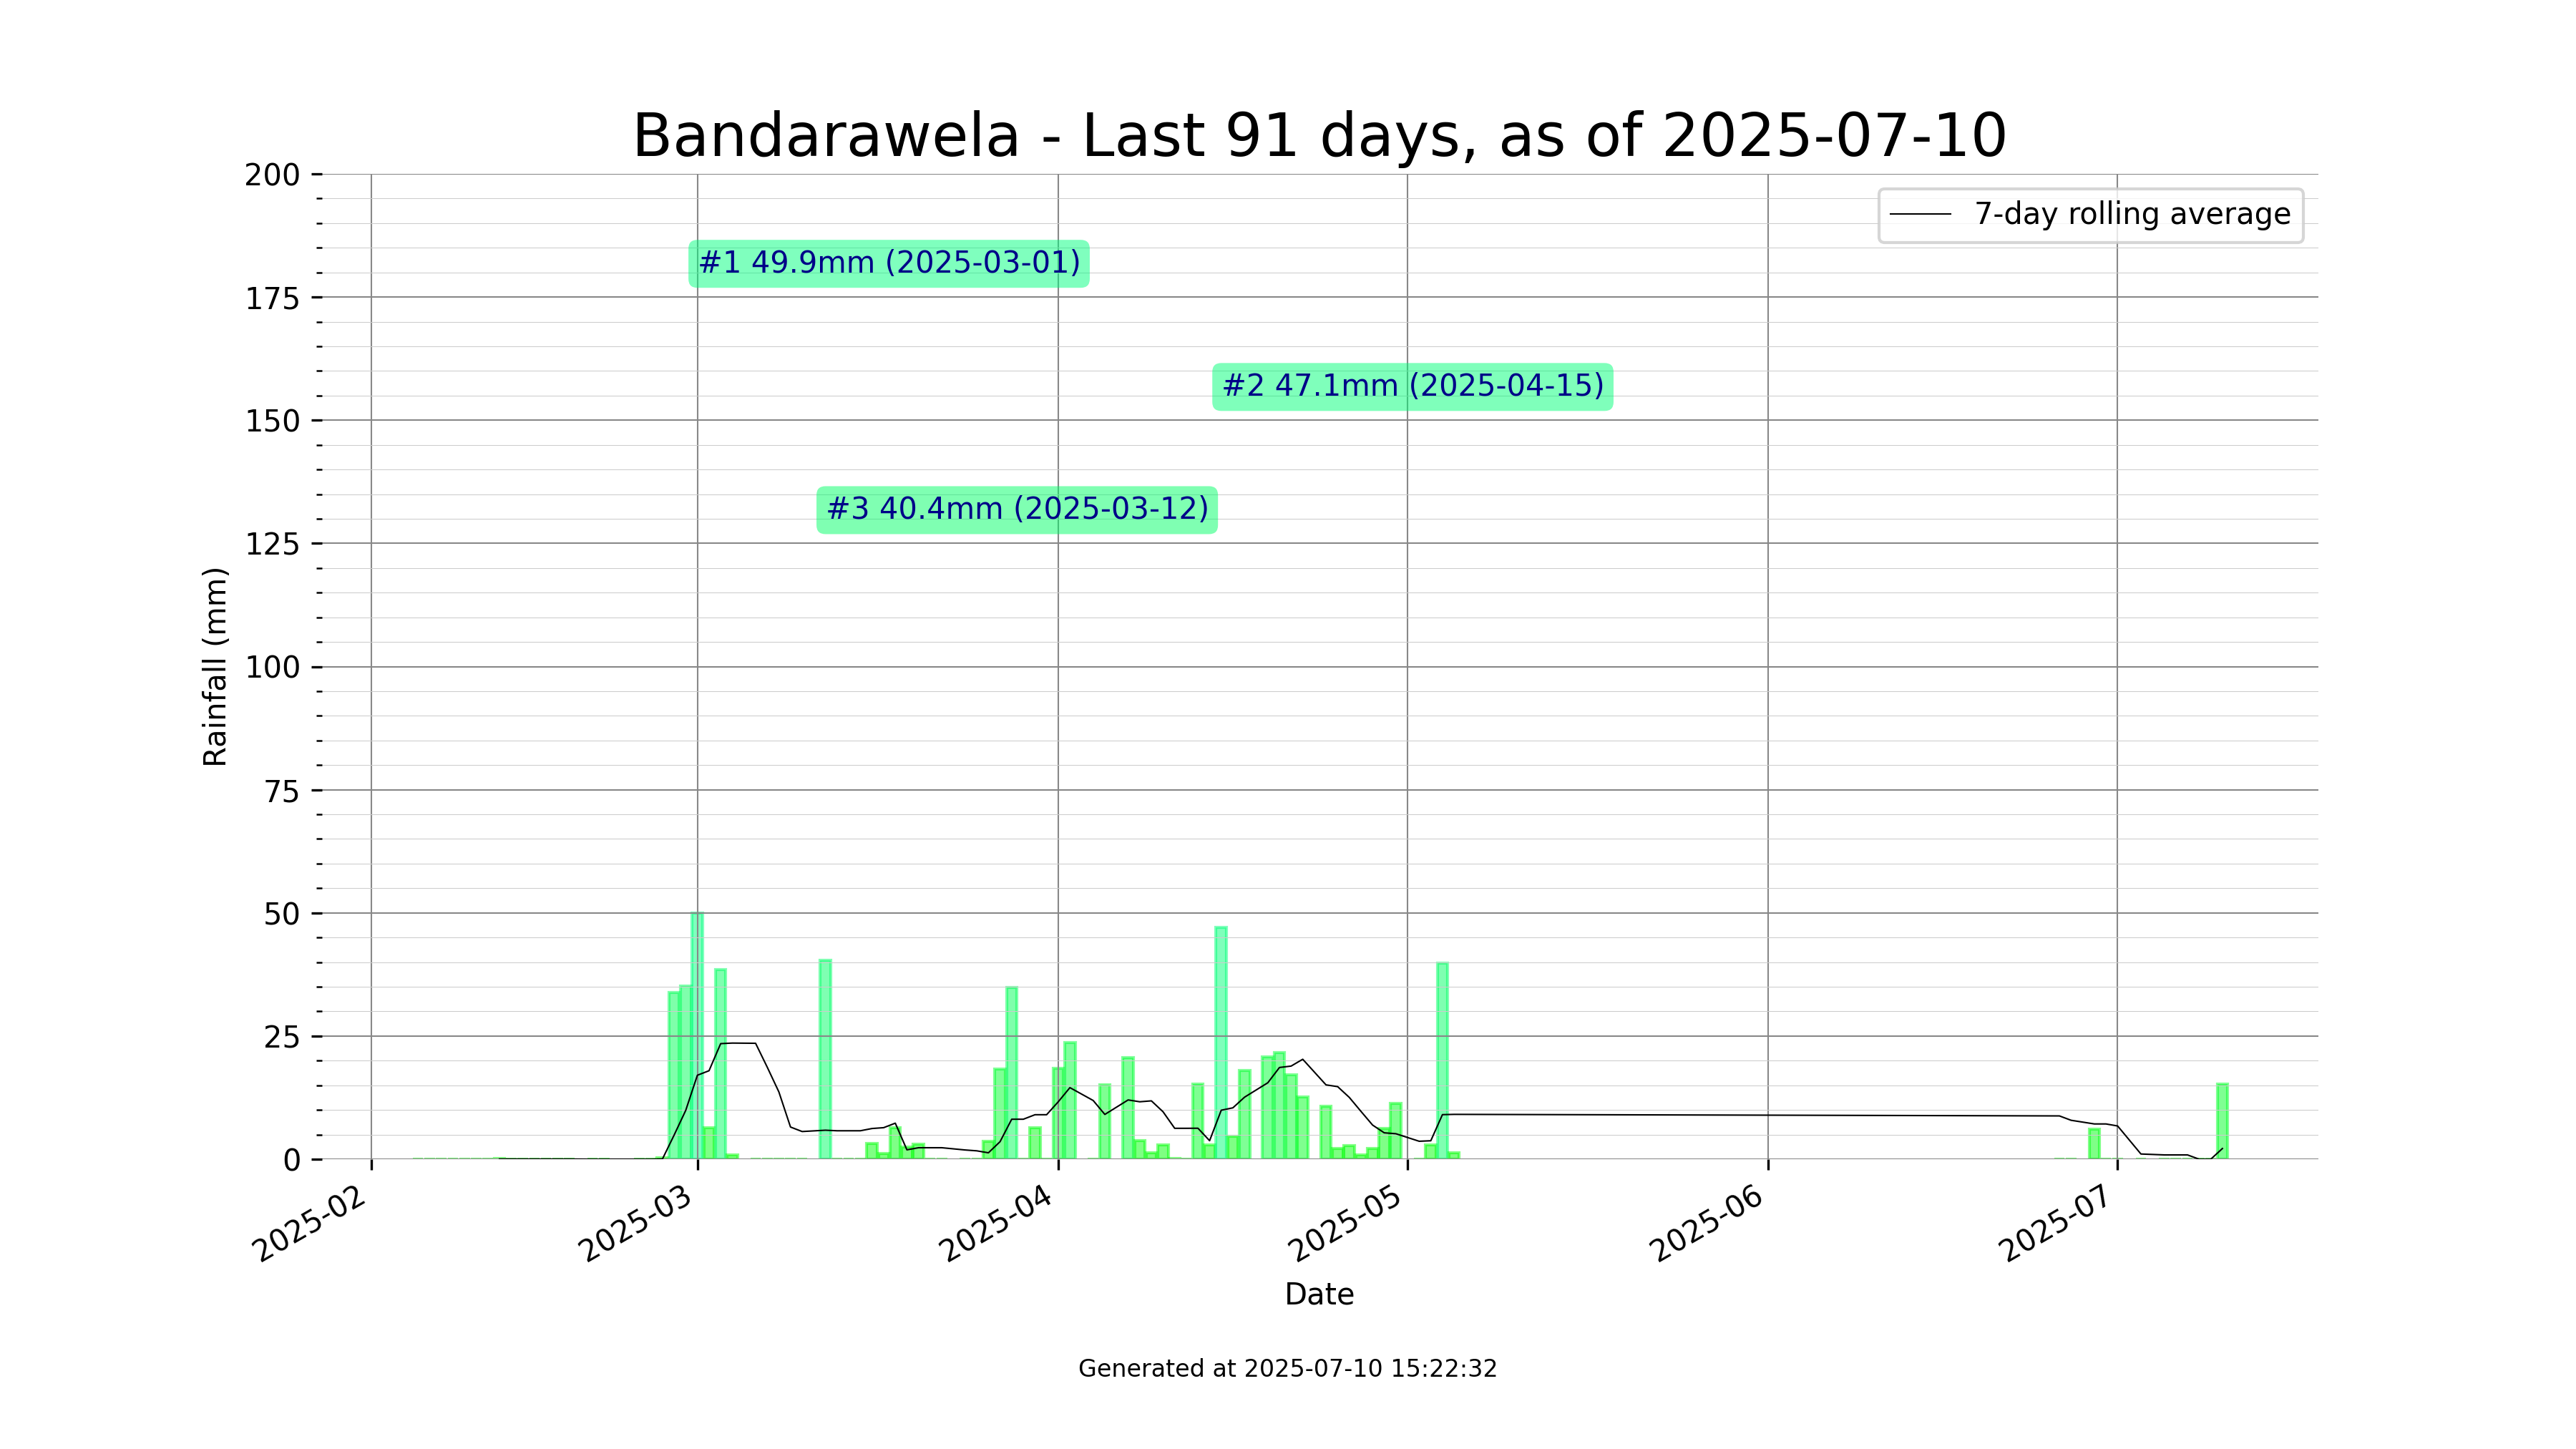 Bandarawela - Last 91 days, as of 2025-07-10
7-day rolling average
#1 49.9mm (2025-03-01)
#2 47.1mm (2025-04-15)
#3 40.4mm (2025-03-12)
Rainfall (mm)
200
175
150
125
100
75
50
25
0
2025-02
2025-03
2025-04
2025-05
2025-06
2025-07
Date
Generated at 2025-07-10 15:22:32